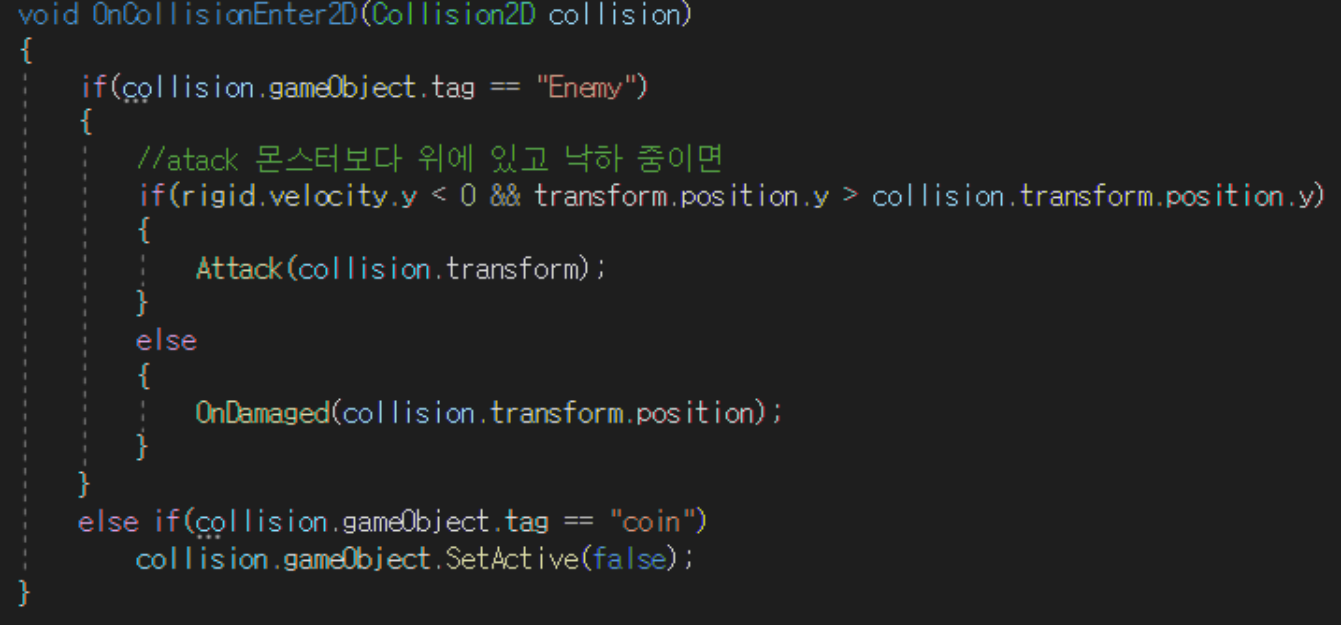 void OnCollisionEnter2D(Collision2D collision)
{
if(collision.gameObject.tag == "Enemy")
{
//atack 몬스터보다 위에 있고 낙하 중이면
if(rigid.velocity.y < 0 && transform.position.y > collision.transform.position.y)
{
Attack(collision.transform);
}
else
{
OnDamaged(collision.transform.position);
}
}
else if(collision.gameObject.tag == "coin")
collision.gameObject.SetActive(false);
}